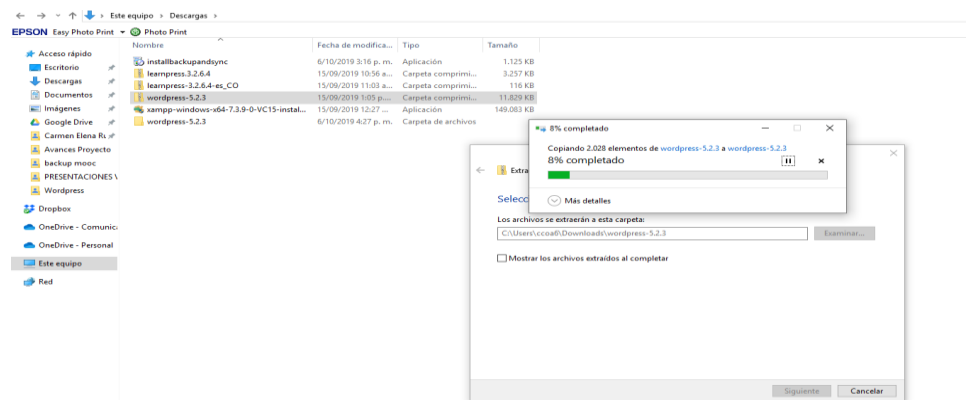 Este equipo › Descargas ›
EPSON Easy Photo Print Photo Print
Nombre Fecha de modifica... Tipo Tamaño
Acceso rápido
Escritorio
Descargas
Documentos
Imágenes
Google Drive
Carmen Elena Ru
Avances Proyecto
backup mooc
PRESENTACIONES
Wordpress
Dropbox
OneDrive - Comunic
OneDrive - Personal
Este equipo
Red
installbackupandsync 6/10/2019 3:16 p. m. Aplicación 1.125 KB
learnpress.3.2.6.4 15/09/2019 10:56 a... Carpeta comprimi... 3.257 KB
learnpress-3.2.6.4-es_CO 15/09/2019 11:03 a... Carpeta comprimi... 116 KB
wordpress-5.2.3 15/09/2019 1:05 p.... Carpeta comprimi... 11.829 KB
xampp-windows-x64-7.3.9-0-VC15-instal... 15/09/2019 12:27 ... Aplicación 149.083 KB
wordpress-5.2.3 6/10/2019 4:27 p. m. Carpeta de archivos
8% completado
Copiando 2.028 elementos de wordpress-5.2.3 a wordpress-5.2.3
8% completado
Más detalles
Extra
Selecc
Los archivos se extraerán a esta carpeta:
C:\Users\ccoa6\Downloads\wordpress-5.2.3 Examinar...
Mostrar los archivos extraídos al completar
Siguiente Cancelar